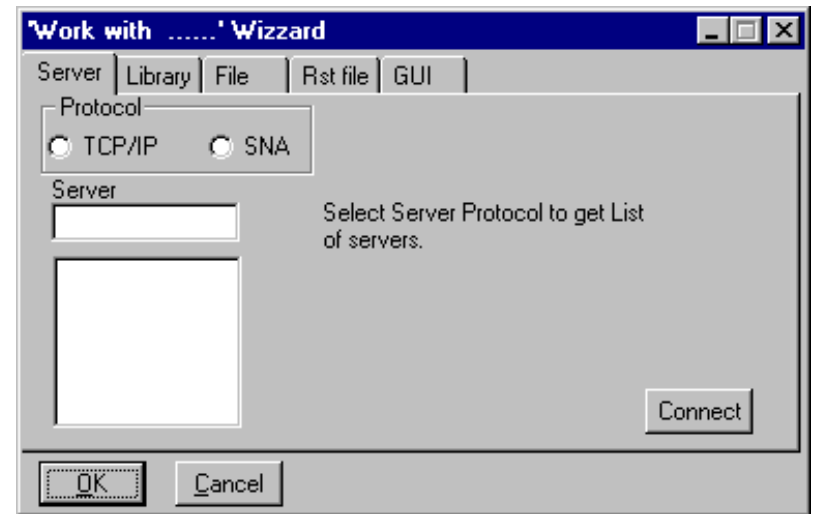 'Work with ......' Wizzard
Server Library File Rst file GUI
Protocol
TCP/IP SNA
Server
Select Server Protocol to get List
of servers.
Connect
OK Cancel